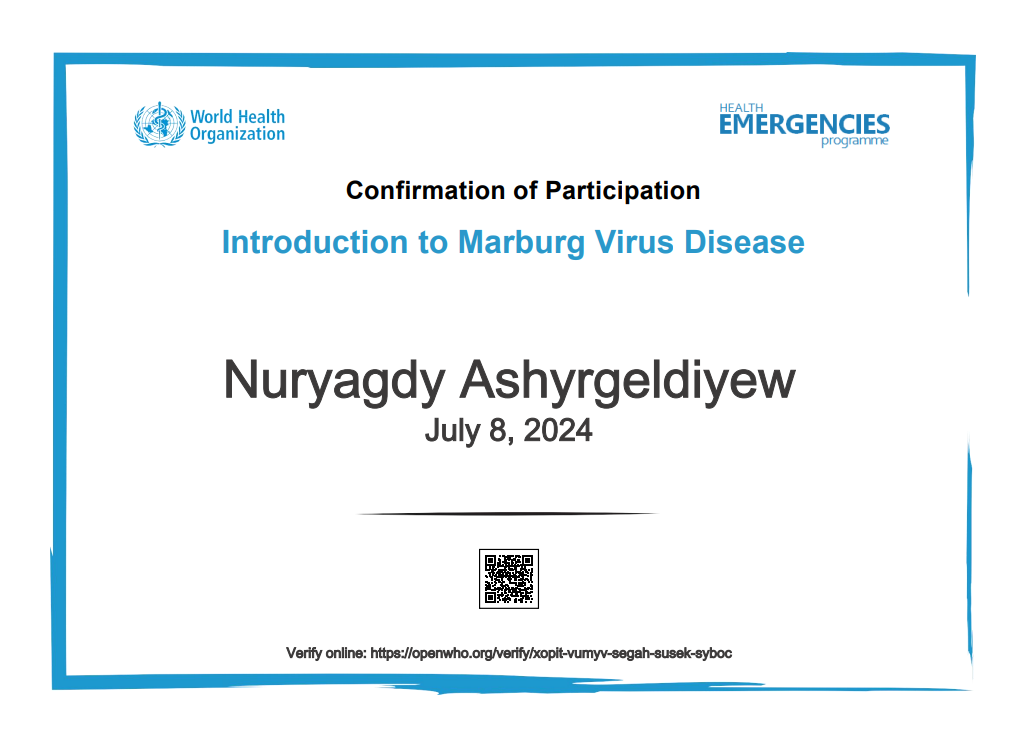 World Health
Organization
HEALTH
EMERGENCIES
programme
Confirmation of Participation
Introduction to Marburg Virus Disease
Nuryagdy Ashyrgeldiyew
July 8, 2024
Verify online: https://openwho.org/verify/xopit-vumyv-segah-susek-syboc